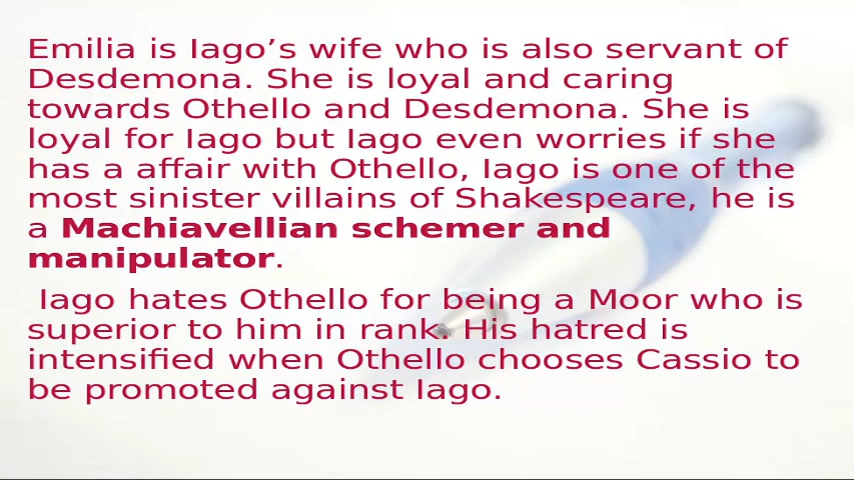 Emilia is Iago’s wife who is also servant of
Desdemona. She is loyal and caring
towards Othello and Desdemona. She is
loyal for Iago but Iago even worries if she
has a affair with Othello, Iago is one of the
most sinister villains of Shakespeare, he is
a Machiavellian schemer and
manipulator.
Iago hates Othello for being a Moor who is
superior to him in rank. His hatred is
intensified when Othello chooses Cassio to
be promoted against Iago.